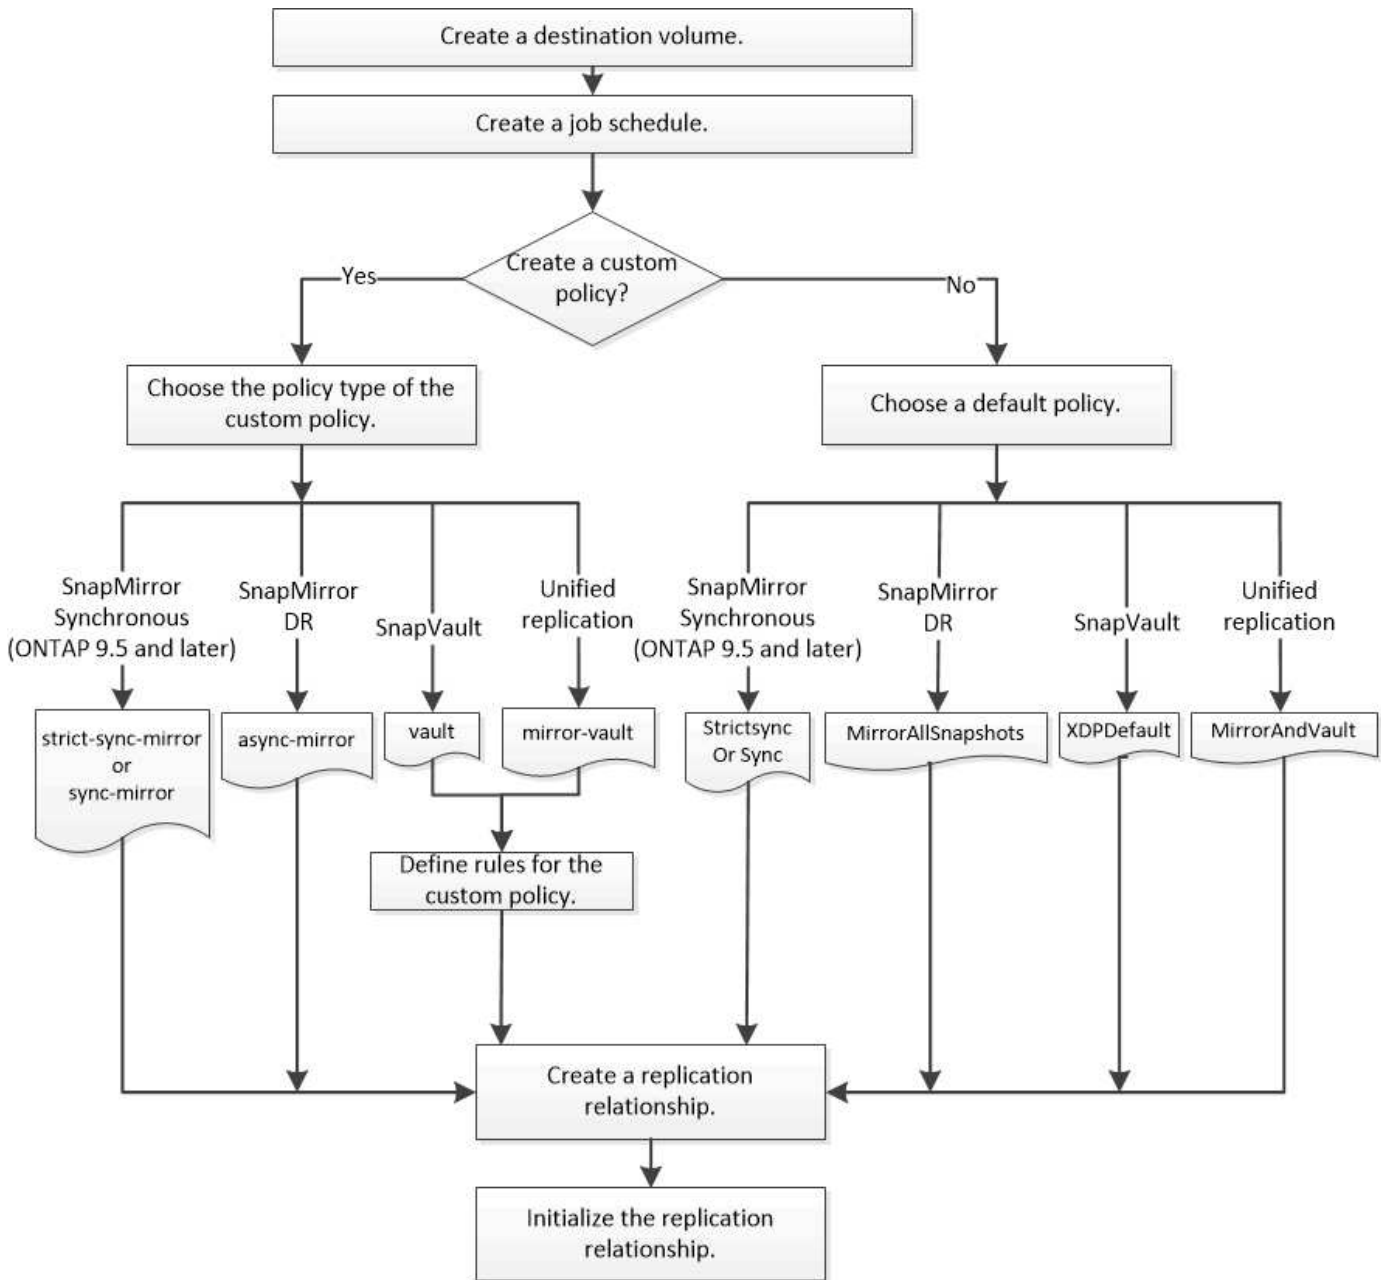 Create a destination volume.
Create a job schedule.
Create a custom
policy?
Yes
No
Choose the policy type of the
custom policy.
Choose a default policy.
SnapMirror
Synchronous
(ONTAP 9.5 and later)
SnapMirror
DR
SnapVault
Unified
replication
SnapMirror
Synchronous
(ONTAP 9.5 and later)
SnapMirror
DR
SnapVault
Unified
replication
strict-sync-mirror
or
sync-mirror
async-mirror
vault
mirror-vault
Strictsync
Or Sync
MirrorAllSnapshots
XDPDefault
MirrorAndVault
Define rules for the
custom policy.
Create a replication
relationship.
Initialize the replication
relationship.